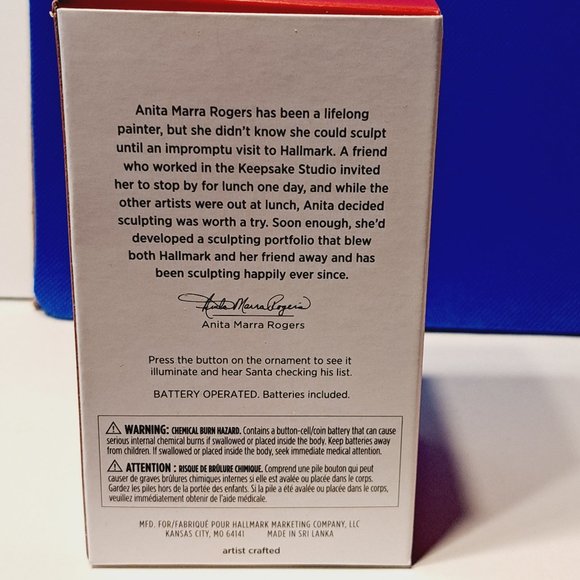 Anita Marra Rogers has been a lifelong
painter, but she didn't know she could sculpt
until an impromptu visit to Hallmark. A friend
who worked in the Keepsake Studio invited
her to stop by for lunch one day, and while the
other artists were out at lunch, Anita decided
sculpting was worth a try. Soon enough, she'd
developed a sculpting portfolio that blew
both Hallmark and her friend away and has
been sculpting happily ever since.
Anita Marra Rogers
Anita Marra Rogers
Press the button on the ornament to see it
illuminate and hear Santa checking his list.
BATTERY OPERATED. Batteries included.
WARNING: CHEMICAL BURN HAZARD. Contains a button-cell/coin battery that can cause
serious internal chemical burns if swallowed or placed inside the body. Keep batteries away
from children. If swallowed or placed inside the body, seek immediate medical attention.
ATTENTION : RISQUE DE BRÛLURE CHIMIQUE. Comprend une pile bouton qui peut
causer de graves brûlures chimiques internes si elle est avalée ou placée dans le corps.
Gardez les piles hors de la portée des enfants. Si la pile a été avalée ou placée dans le corps,
veuillez immédiatement obtenir de l'aide médicale.
MFD. FOR/FABRIQUÉ POUR HALLMARK MARKETING COMPANY, LLC
KANSAS CITY, MO 64141 MADE IN SRI LANKA
artist crafted